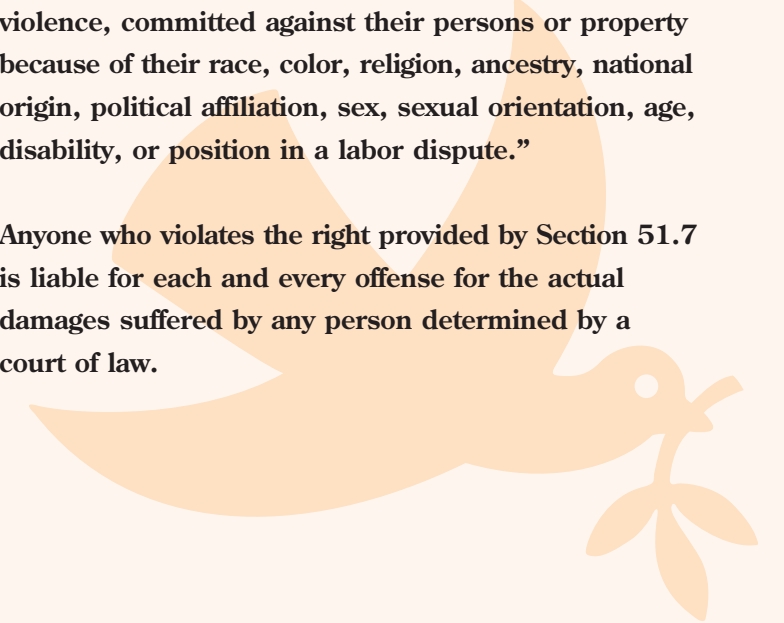 violence, committed against their persons or property
because of their race, color, religion, ancestry, national
origin, political affiliation, sex, sexual orientation, age,
disability, or position in a labor dispute.”
Anyone who violates the right provided by Section 51.7
is liable for each and every offense for the actual
damages suffered by any person determined by a
court of law.